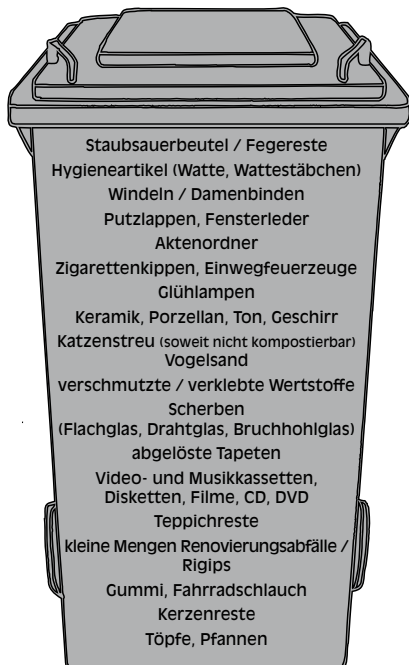 Staubsauerbeutel / Fegereste
Hygieneartikel (Watte, Wattestäbchen)
Windeln / Damenbinden
Putzlappen, Fensterleder
Aktenordner
Zigarettenkippen, Einwegfeuerzeuge
Glühlampen
Keramik, Porzellan, Ton, Geschirr
Katzenstreu (soweit nicht kompostierbar)
Vogelsand
verschmutzte / verklebte Wertstoffe
Scherben
(Flachglas, Drahtglas, Bruchhohlglas)
abgelöste Tapeten
Video- und Musikkassetten,
Disketten, Filme, CD, DVD
Teppichreste
kleine Mengen Renovierungsabfälle /
Rigips
Gummi, Fahrradschlauch
Kerzenreste
Töpfe, Pfannen